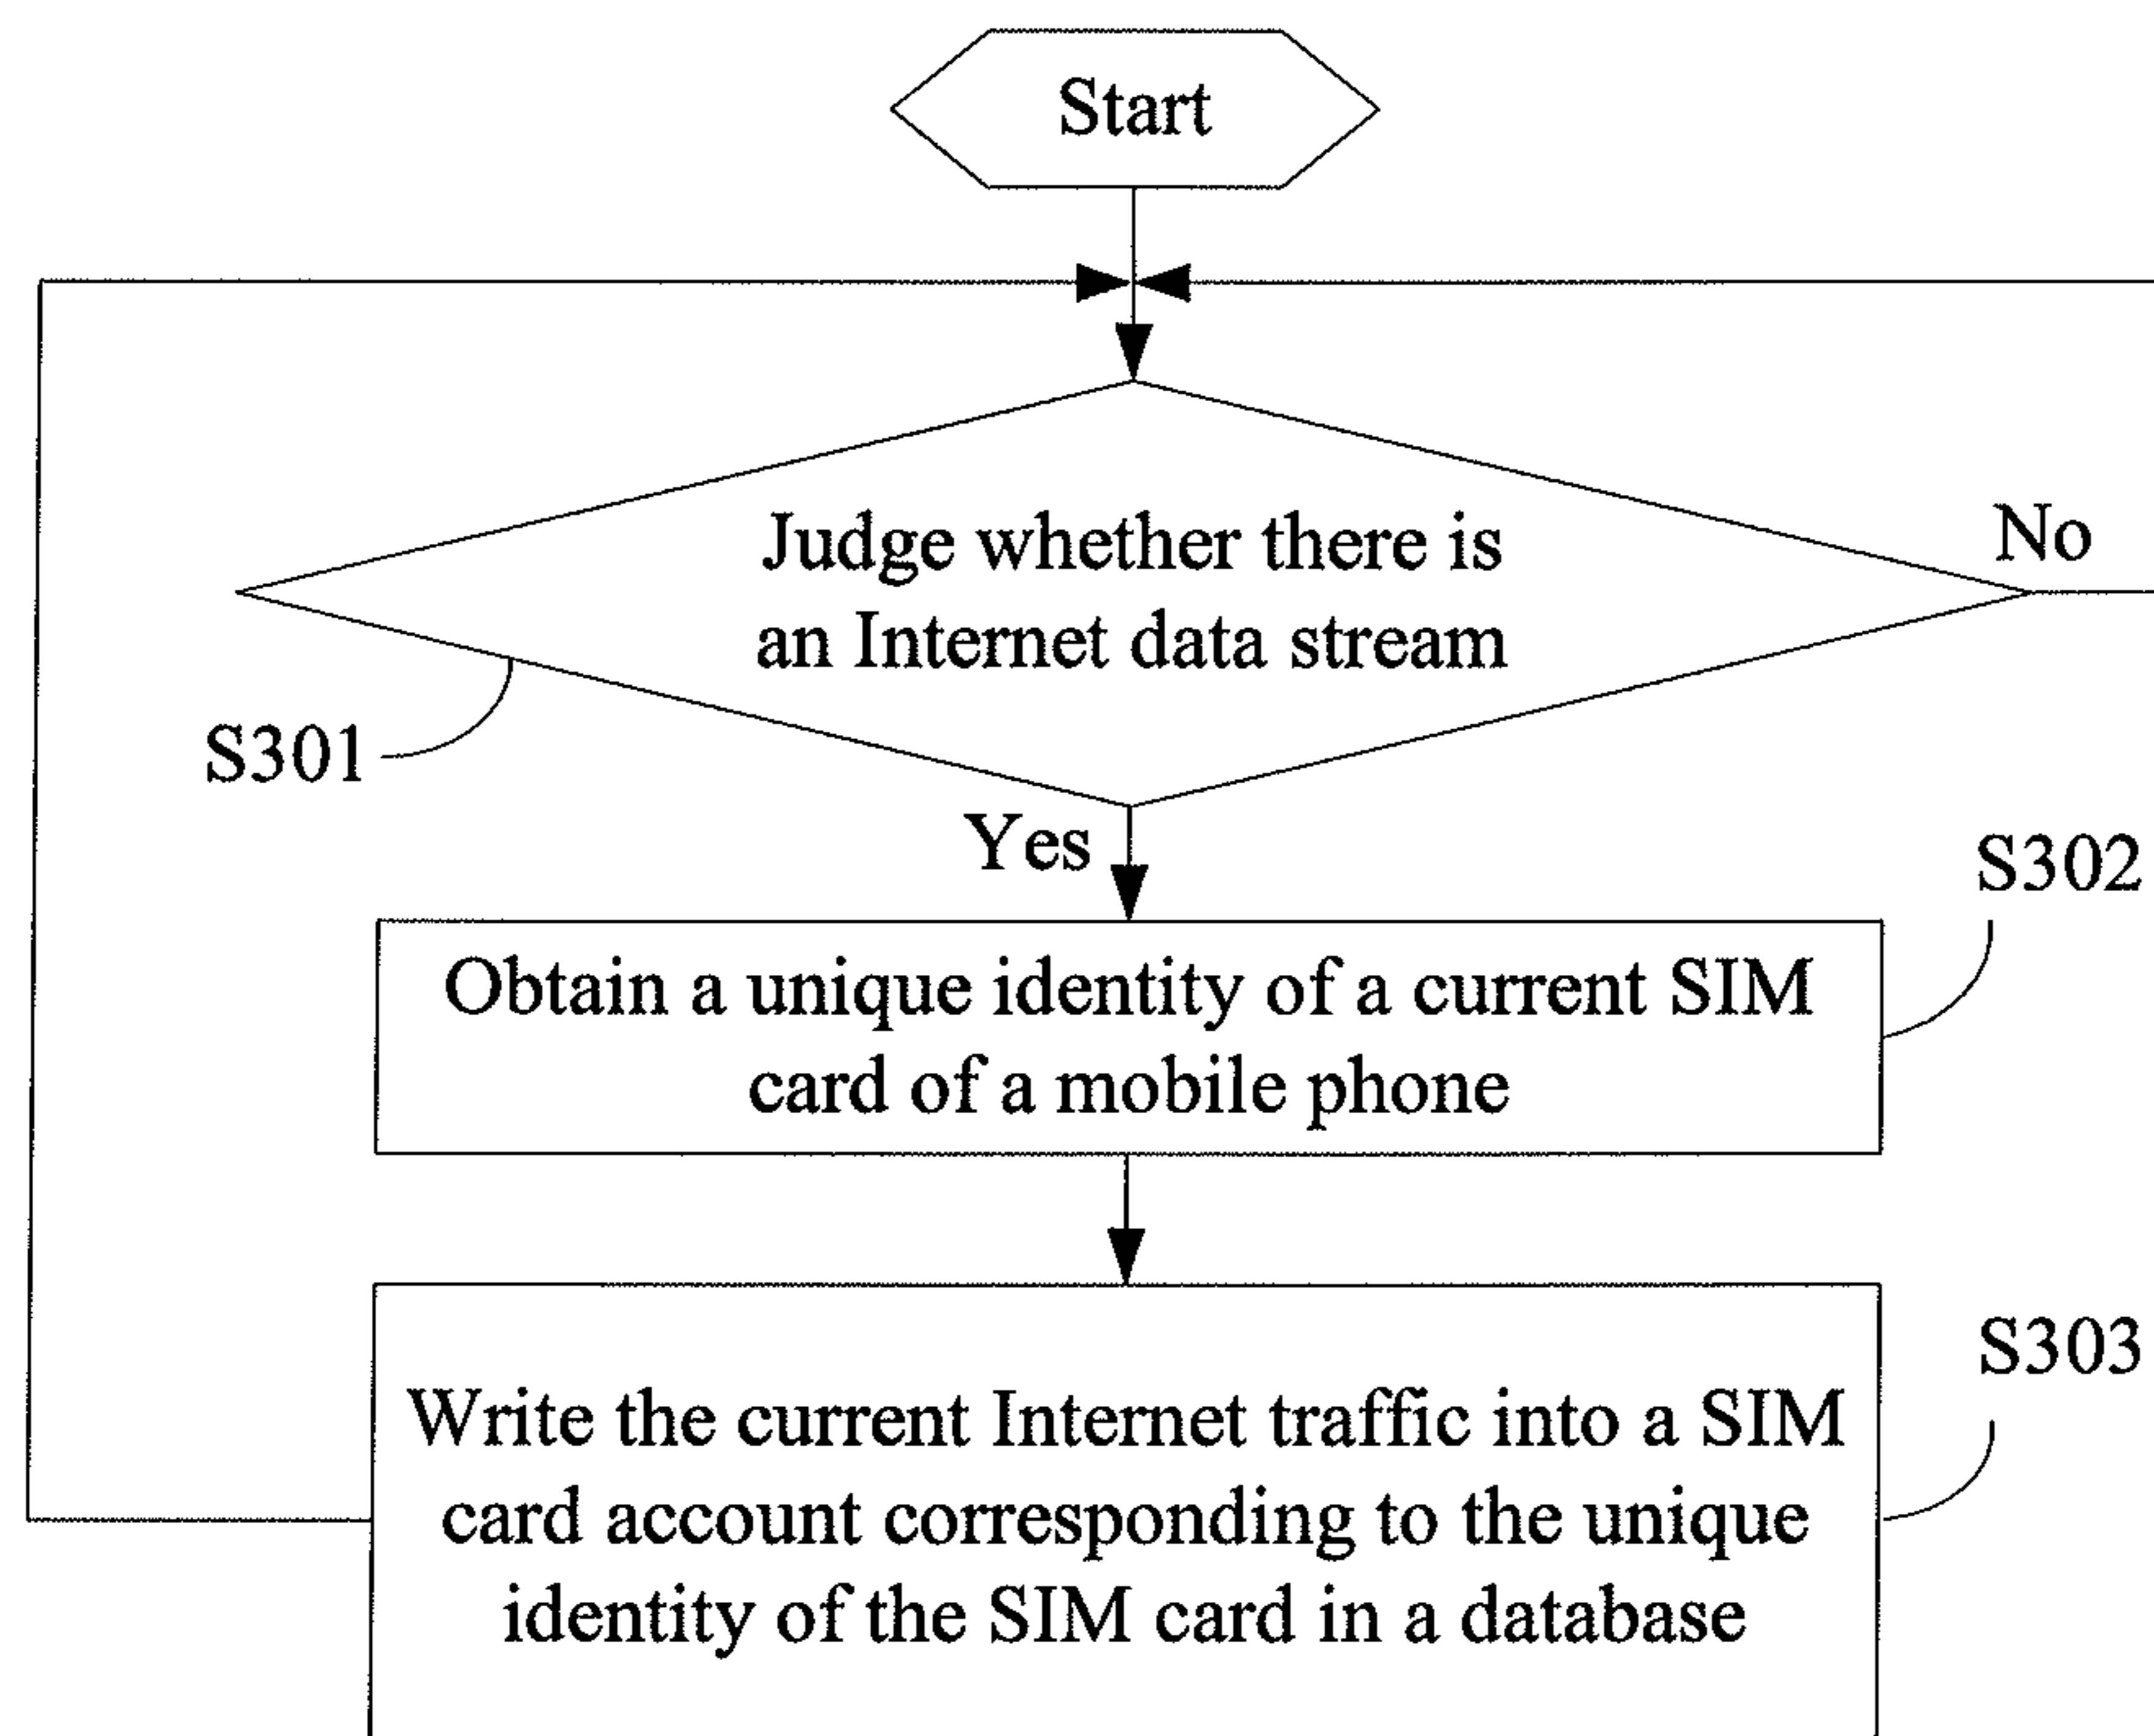 Start
Judge whether there is
an Internet data stream
No
S301
Yes
S302
Obtain a unique identity of a current SIM
card of a mobile phone
S303
Write the current Internet traffic into a SIM
card account corresponding to the unique
identity of the SIM card in a database